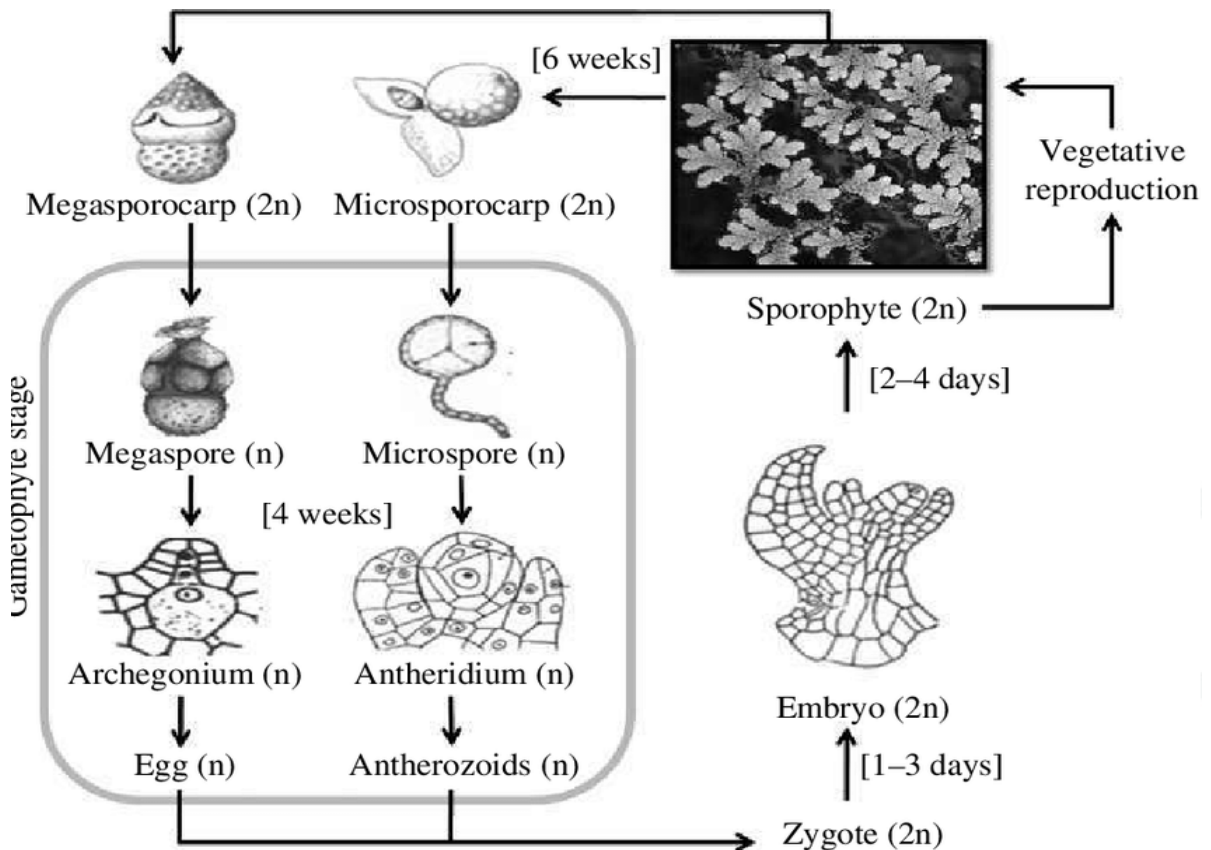 [6 weeks]
Vegetative
reproduction
Megasporocarp (2n)
Microsporocarp (2n)
Sporophyte (2n)
[2–4 days]
Gametophyte stage
Megaspore (n)
Microspore (n)
[4 weeks]
Archegonium (n)
Antheridium (n)
Embryo (2n)
Egg (n)
Antherozoids (n)
[1–3 days]
Zygote (2n)